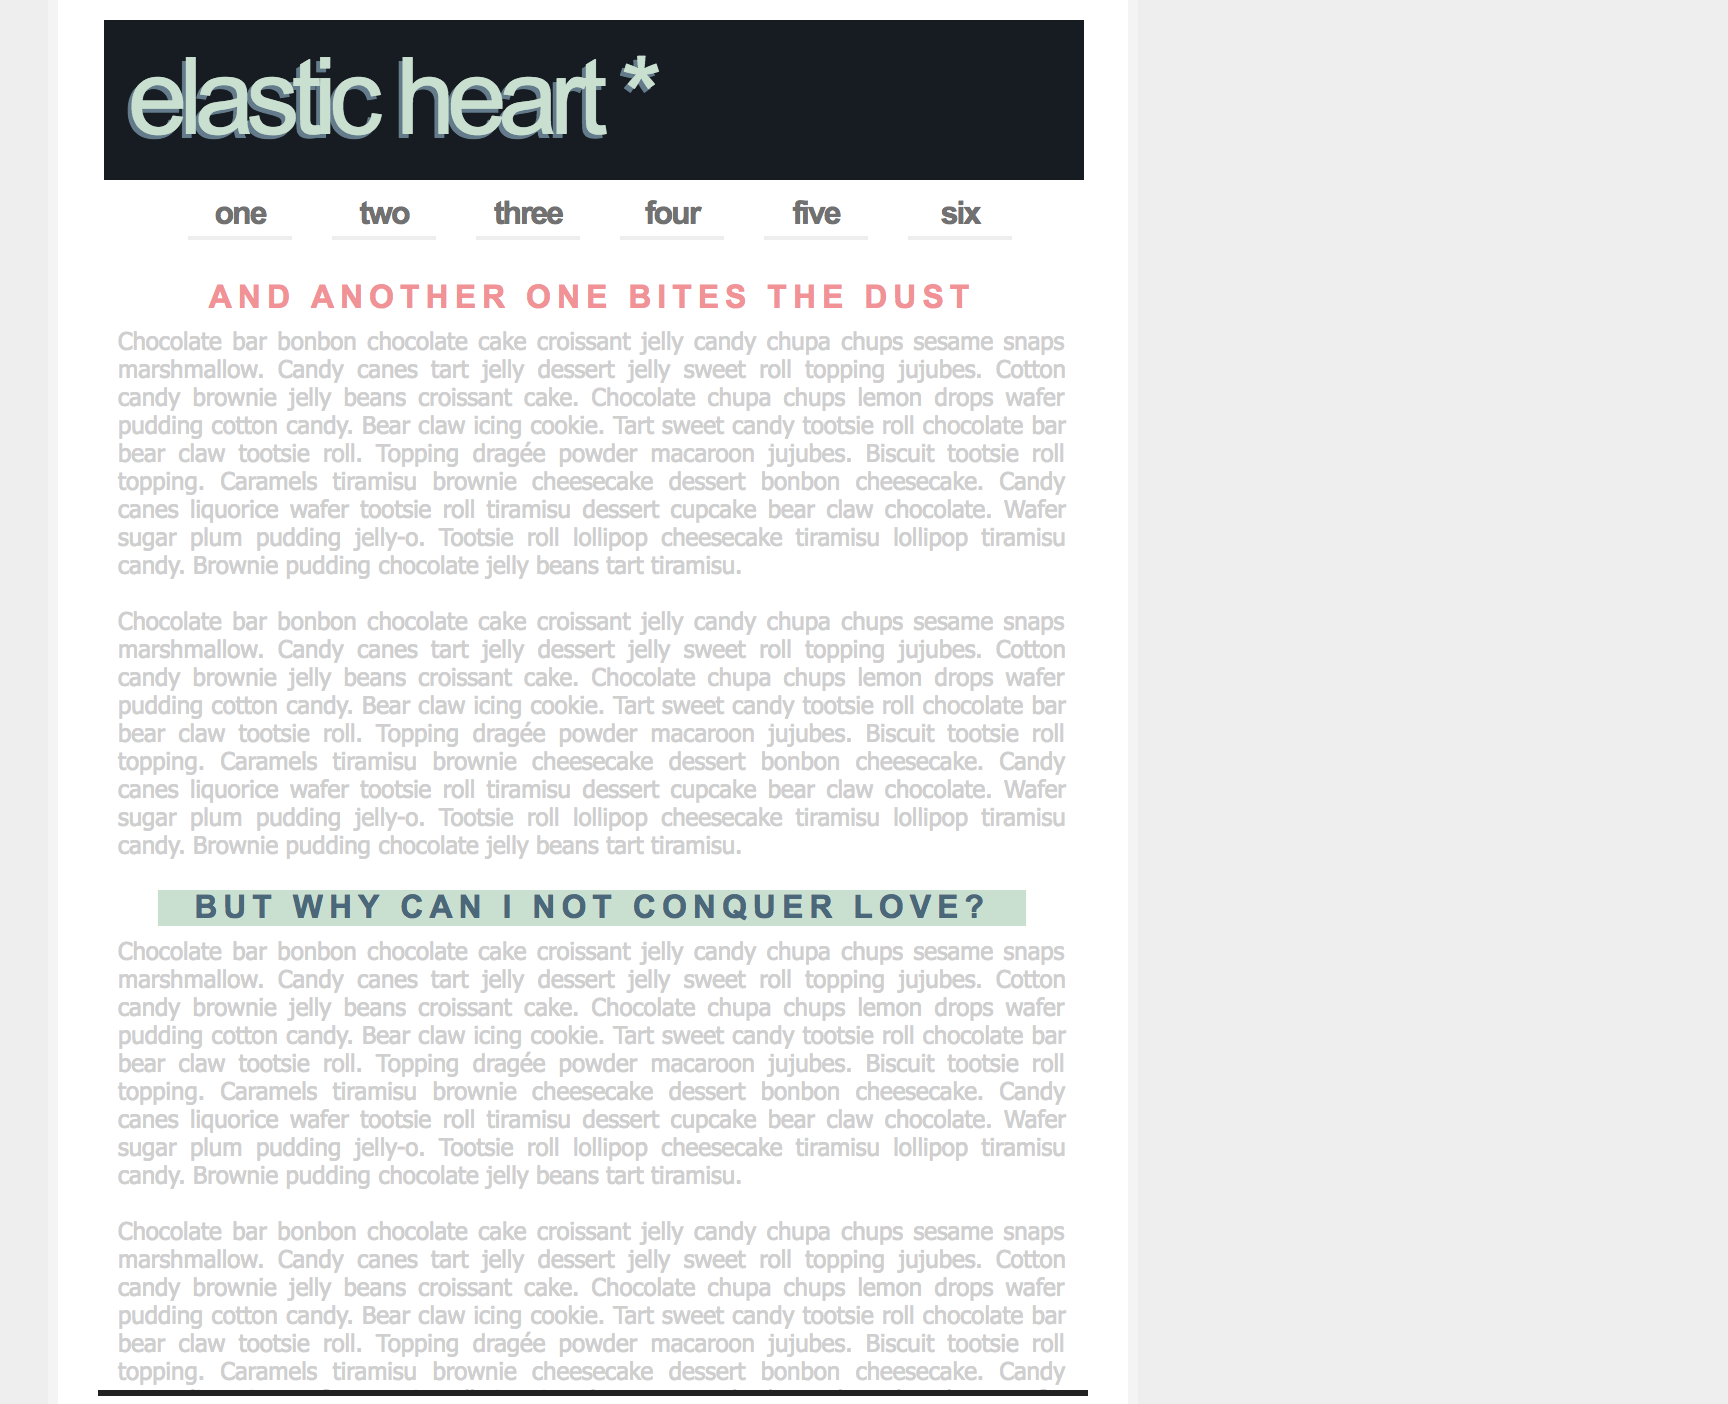 elastic heart *
one two three four five six
AND ANOTHER ONE BITES THE DUST
Chocolate bar bonbon chocolate cake croissant jelly candy chupa chups sesame snaps
marshmallow. Candy canes tart jelly dessert jelly sweet roll topping jujubes. Cotton
candy brownie jelly beans croissant cake. Chocolate chupa chups lemon drops wafer
pudding cotton candy. Bear claw icing cookie. Tart sweet candy tootsie roll chocolate bar
bear claw tootsie roll. Topping dragée powder macaroon jujubes. Biscuit tootsie roll
topping. Caramels tiramisu brownie cheesecake dessert bonbon cheesecake. Candy
canes liquorice wafer tootsie roll tiramisu dessert cupcake bear claw chocolate. Wafer
sugar plum pudding jelly-o. Tootsie roll lollipop cheesecake tiramisu lollipop tiramisu
candy. Brownie pudding chocolate jelly beans tart tiramisu.
Chocolate bar bonbon chocolate cake croissant jelly candy chupa chups sesame snaps
marshmallow. Candy canes tart jelly dessert jelly sweet roll topping jujubes. Cotton
candy brownie jelly beans croissant cake. Chocolate chupa chups lemon drops wafer
pudding cotton candy. Bear claw icing cookie. Tart sweet candy tootsie roll chocolate bar
bear claw tootsie roll. Topping dragée powder macaroon jujubes. Biscuit tootsie roll
topping. Caramels tiramisu brownie cheesecake dessert bonbon cheesecake. Candy
canes liquorice wafer tootsie roll tiramisu dessert cupcake bear claw chocolate. Wafer
sugar plum pudding jelly-o. Tootsie roll lollipop cheesecake tiramisu lollipop tiramisu
candy. Brownie pudding chocolate jelly beans tart tiramisu.
BUT WHY CAN I NOT CONQUER LOVE?
Chocolate bar bonbon chocolate cake croissant jelly candy chupa chups sesame snaps
marshmallow. Candy canes tart jelly dessert jelly sweet roll topping jujubes. Cotton
candy brownie jelly beans croissant cake. Chocolate chupa chups lemon drops wafer
pudding cotton candy. Bear claw icing cookie. Tart sweet candy tootsie roll chocolate bar
bear claw tootsie roll. Topping dragée powder macaroon jujubes. Biscuit tootsie roll
topping. Caramels tiramisu brownie cheesecake dessert bonbon cheesecake. Candy
canes liquorice wafer tootsie roll tiramisu dessert cupcake bear claw chocolate. Wafer
sugar plum pudding jelly-o. Tootsie roll lollipop cheesecake tiramisu lollipop tiramisu
candy. Brownie pudding chocolate jelly beans tart tiramisu.
Chocolate bar bonbon chocolate cake croissant jelly candy chupa chups sesame snaps
marshmallow. Candy canes tart jelly dessert jelly sweet roll topping jujubes. Cotton
candy brownie jelly beans croissant cake. Chocolate chupa chups lemon drops wafer
pudding cotton candy. Bear claw icing cookie. Tart sweet candy tootsie roll chocolate bar
bear claw tootsie roll. Topping dragée powder macaroon jujubes. Biscuit tootsie roll
topping. Caramels tiramisu brownie cheesecake dessert bonbon cheesecake. Candy